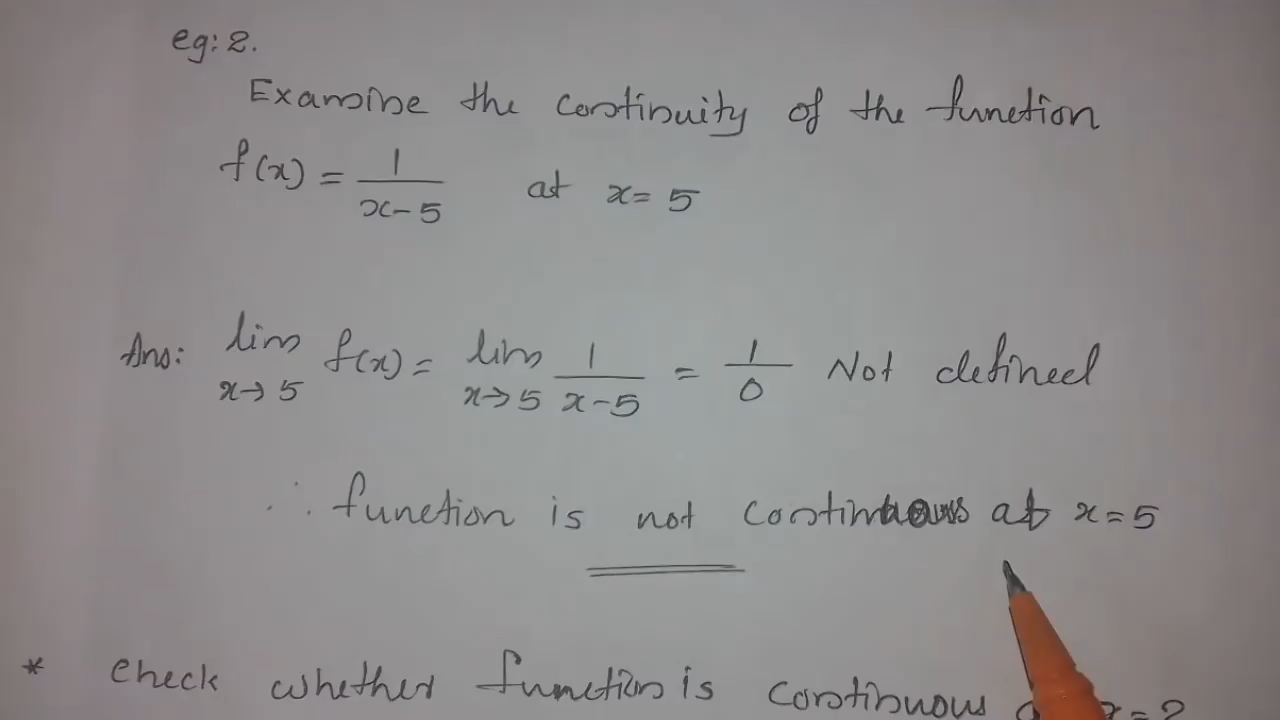 eg: 2.
Examine the continuity of the function
f(x) = 1/(x-5) at x = 5
Ans: lim x→5 f(x) = lim x→5 1/(x-5) = 1/0 Not defined
∴ function is not continuous at x = 5
* check whether function is continuous x = 2